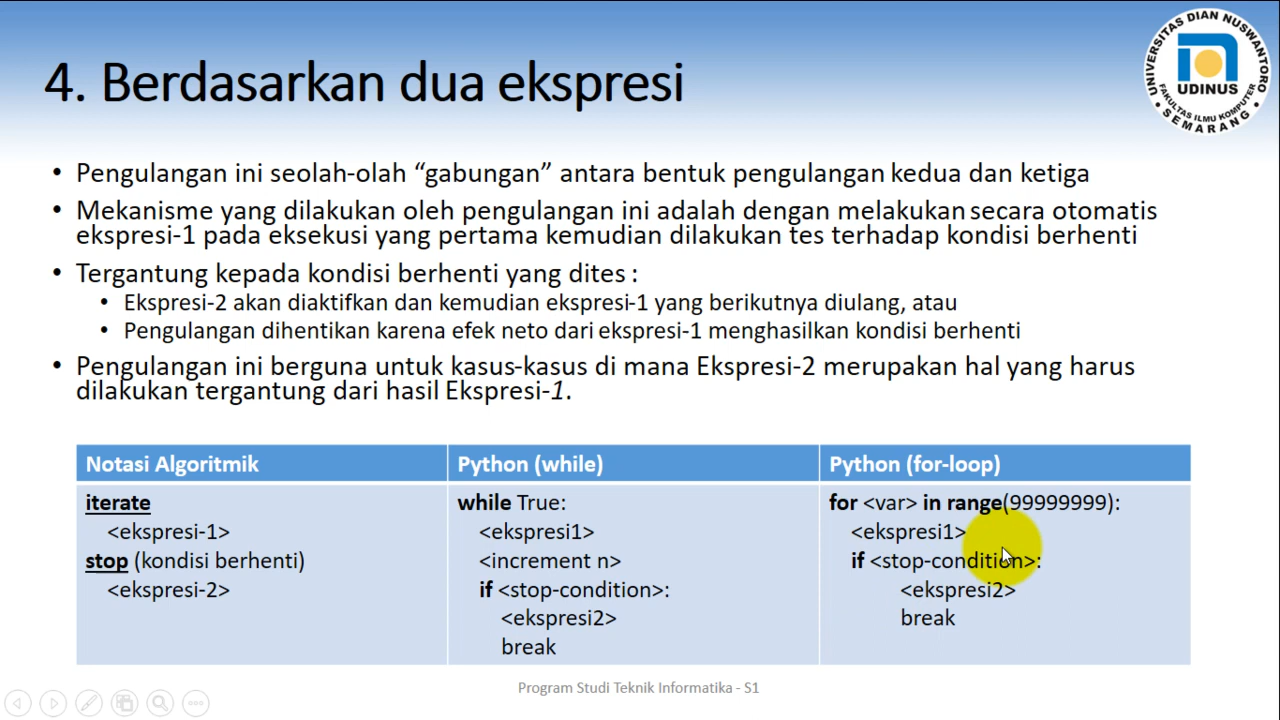 4. Berdasarkan dua ekspresi
UNIVERSITAS DIAN NUSWANTORO
UDINUS
FAKULTAS ILMU KOMPUTER
• SEMARANG •
• Pengulangan ini seolah-olah “gabungan” antara bentuk pengulangan kedua dan ketiga
• Mekanisme yang dilakukan oleh pengulangan ini adalah dengan melakukan secara otomatis
ekspresi-1 pada eksekusi yang pertama kemudian dilakukan tes terhadap kondisi berhenti
• Tergantung kepada kondisi berhenti yang dites :
• Ekspresi-2 akan diaktifkan dan kemudian ekspresi-1 yang berikutnya diulang, atau
• Pengulangan dihentikan karena efek neto dari ekspresi-1 menghasilkan kondisi berhenti
• Pengulangan ini berguna untuk kasus-kasus di mana Ekspresi-2 merupakan hal yang harus
dilakukan tergantung dari hasil Ekspresi-1.
Notasi Algoritmik
iterate
<ekspresi-1>
stop (kondisi berhenti)
<ekspresi-2>
Python (while)
while True:
<ekspresi1>
<increment n>
if <stop-condition>:
<ekspresi2>
break
Python (for-loop)
for <var> in range(99999999):
<ekspresi1>
if <stop-condition>:
<ekspresi2>
break
Program Studi Teknik Informatika - S1